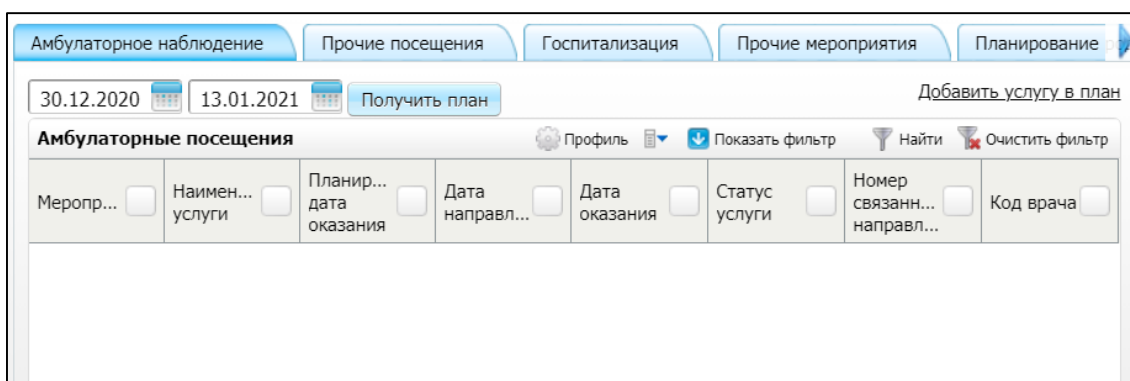 Амбулаторное наблюдение Прочие посещения Госпитализация Прочие мероприятия Планирование
30.12.2020 13.01.2021 Получить план Добавить услугу в план
Амбулаторные посещения Профиль Показать фильтр Найти Очистить фильтр
Меропр... Наимен... услуги Планир... дата оказания Дата направл... Дата оказания Статус услуги Номер связанн... направл... Код врача